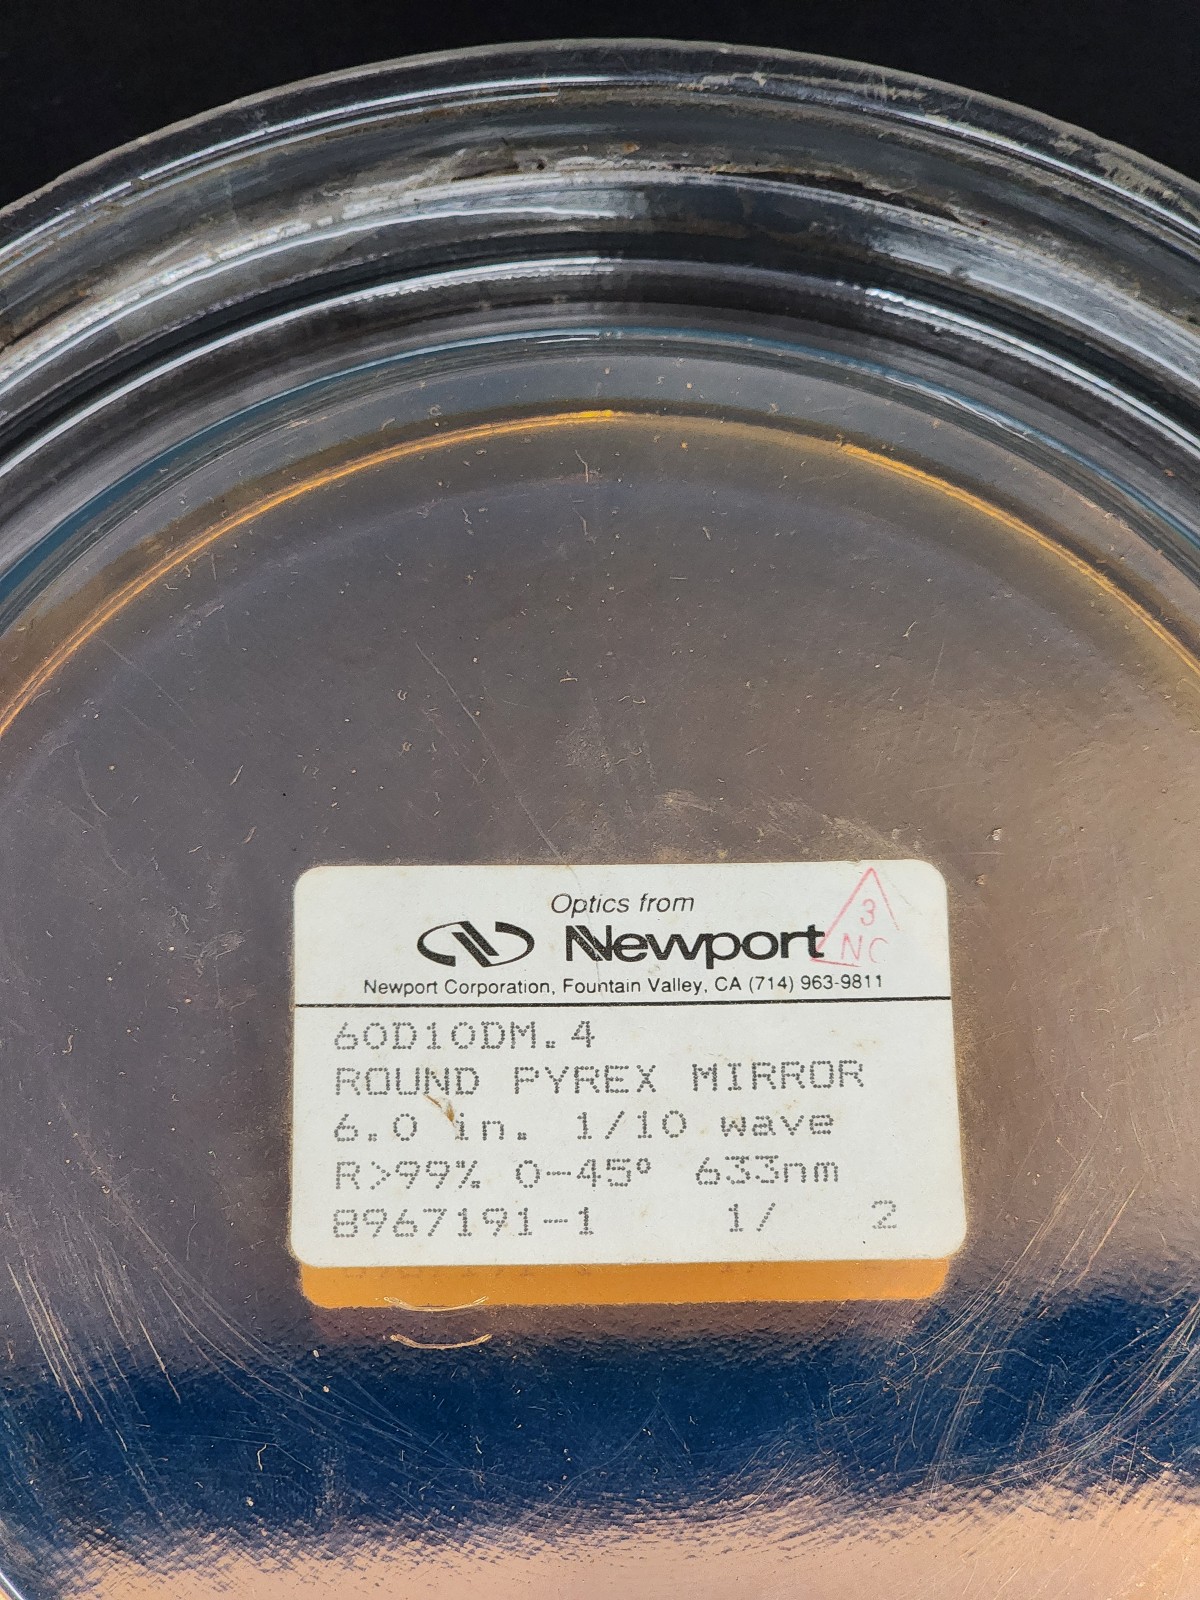 Optics from
Newport
Newport Corporation, Fountain Valley, CA (714) 963-9811
3
NC
60D10DM.4
ROUND PYREX MIRROR
6.0 in. 1/10 wave
R>99% 0-45° 633nm
8967191-1 1/ 2